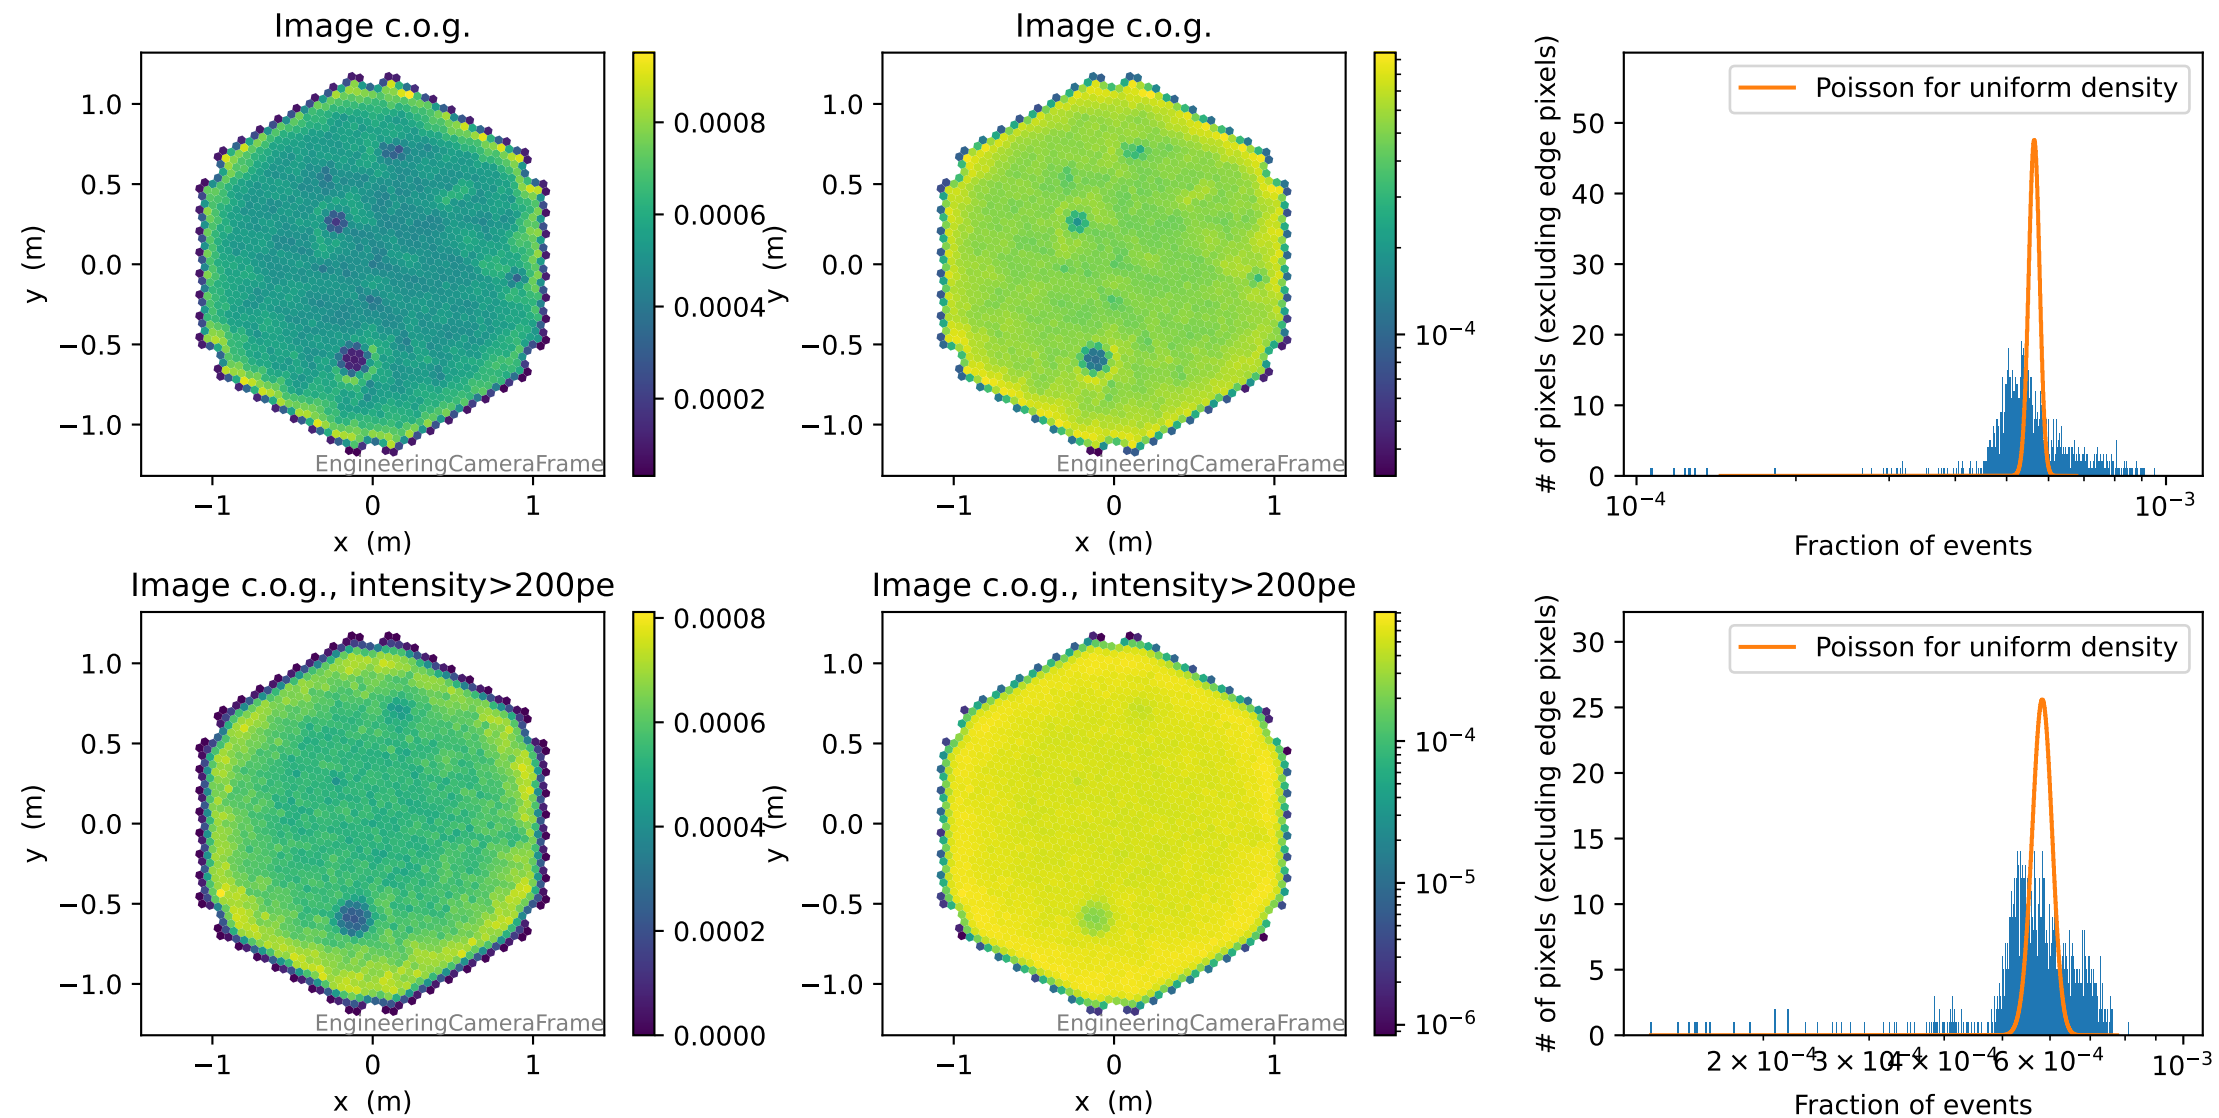 Image c.o.g.
1.0
0.5
0.0
−0.5
−1.0
y (m)
−1
0
1
x (m)
EngineeringCameraFrame
0.0008
0.0006
0.0004
0.0002
Image c.o.g.
1.0
0.5
0.0
−0.5
−1.0
y (m)
−1
0
1
x (m)
EngineeringCameraFrame
10⁻⁴
# of pixels (excluding edge pixels)
50
40
30
20
10
0
Poisson for uniform density
10⁻⁴
10⁻³
Fraction of events
Image c.o.g., intensity>200pe
1.0
0.5
0.0
−0.5
−1.0
y (m)
−1
0
1
x (m)
EngineeringCameraFrame
0.0008
0.0006
0.0004
0.0002
0.0000
Image c.o.g., intensity>200pe
1.0
0.5
0.0
−0.5
−1.0
y (m)
−1
0
1
x (m)
EngineeringCameraFrame
10⁻⁴
10⁻⁵
10⁻⁶
# of pixels (excluding edge pixels)
30
25
20
15
10
5
0
Poisson for uniform density
2 × 10⁻⁴
3 × 10⁻⁴
4 × 10⁻⁴
6 × 10⁻⁴
10⁻³
Fraction of events